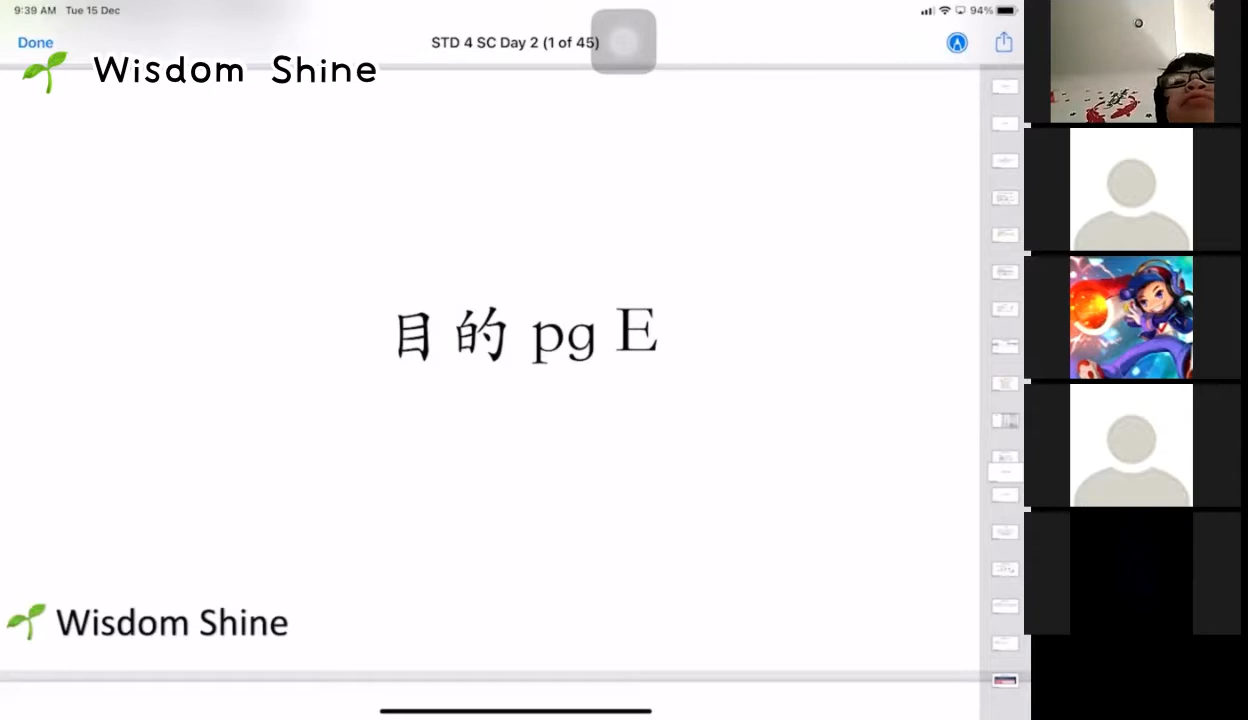 9:39 AM Tue 15 Dec
94%
Done
STD 4 SC Day 2 (1 of 45)
Wisdom Shine
目的 pg E
Wisdom Shine